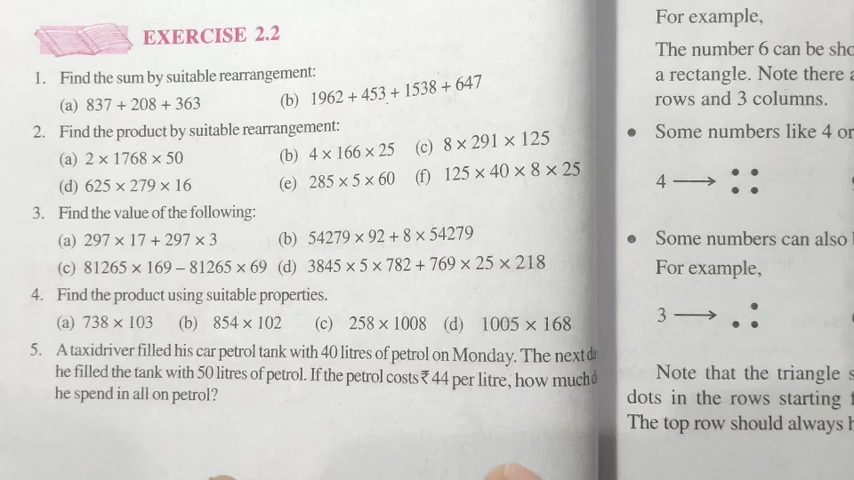 EXERCISE 2.2
1. Find the sum by suitable rearrangement:
(a) 837 + 208 + 363 (b) 1962 + 453 + 1538 + 647
2. Find the product by suitable rearrangement:
(a) 2 × 1768 × 50 (b) 4 × 166 × 25 (c) 8 × 291 × 125
(d) 625 × 279 × 16 (e) 285 × 5 × 60 (f) 125 × 40 × 8 × 25
3. Find the value of the following:
(a) 297 × 17 + 297 × 3 (b) 54279 × 92 + 8 × 54279
(c) 81265 × 169 – 81265 × 69 (d) 3845 × 5 × 782 + 769 × 25 × 218
4. Find the product using suitable properties.
(a) 738 × 103 (b) 854 × 102 (c) 258 × 1008 (d) 1005 × 168
5. A taxidriver filled his car petrol tank with 40 litres of petrol on Monday. The next
he filled the tank with 50 litres of petrol. If the petrol costs ₹ 44 per litre, how much
he spend in all on petrol?
For example,
The number 6 can be
a rectangle. Note there
rows and 3 columns.
• Some numbers like 4 or
4 →
• Some numbers can also
For example,
3 →
Note that the triangle
dots in the rows starting
The top row should always